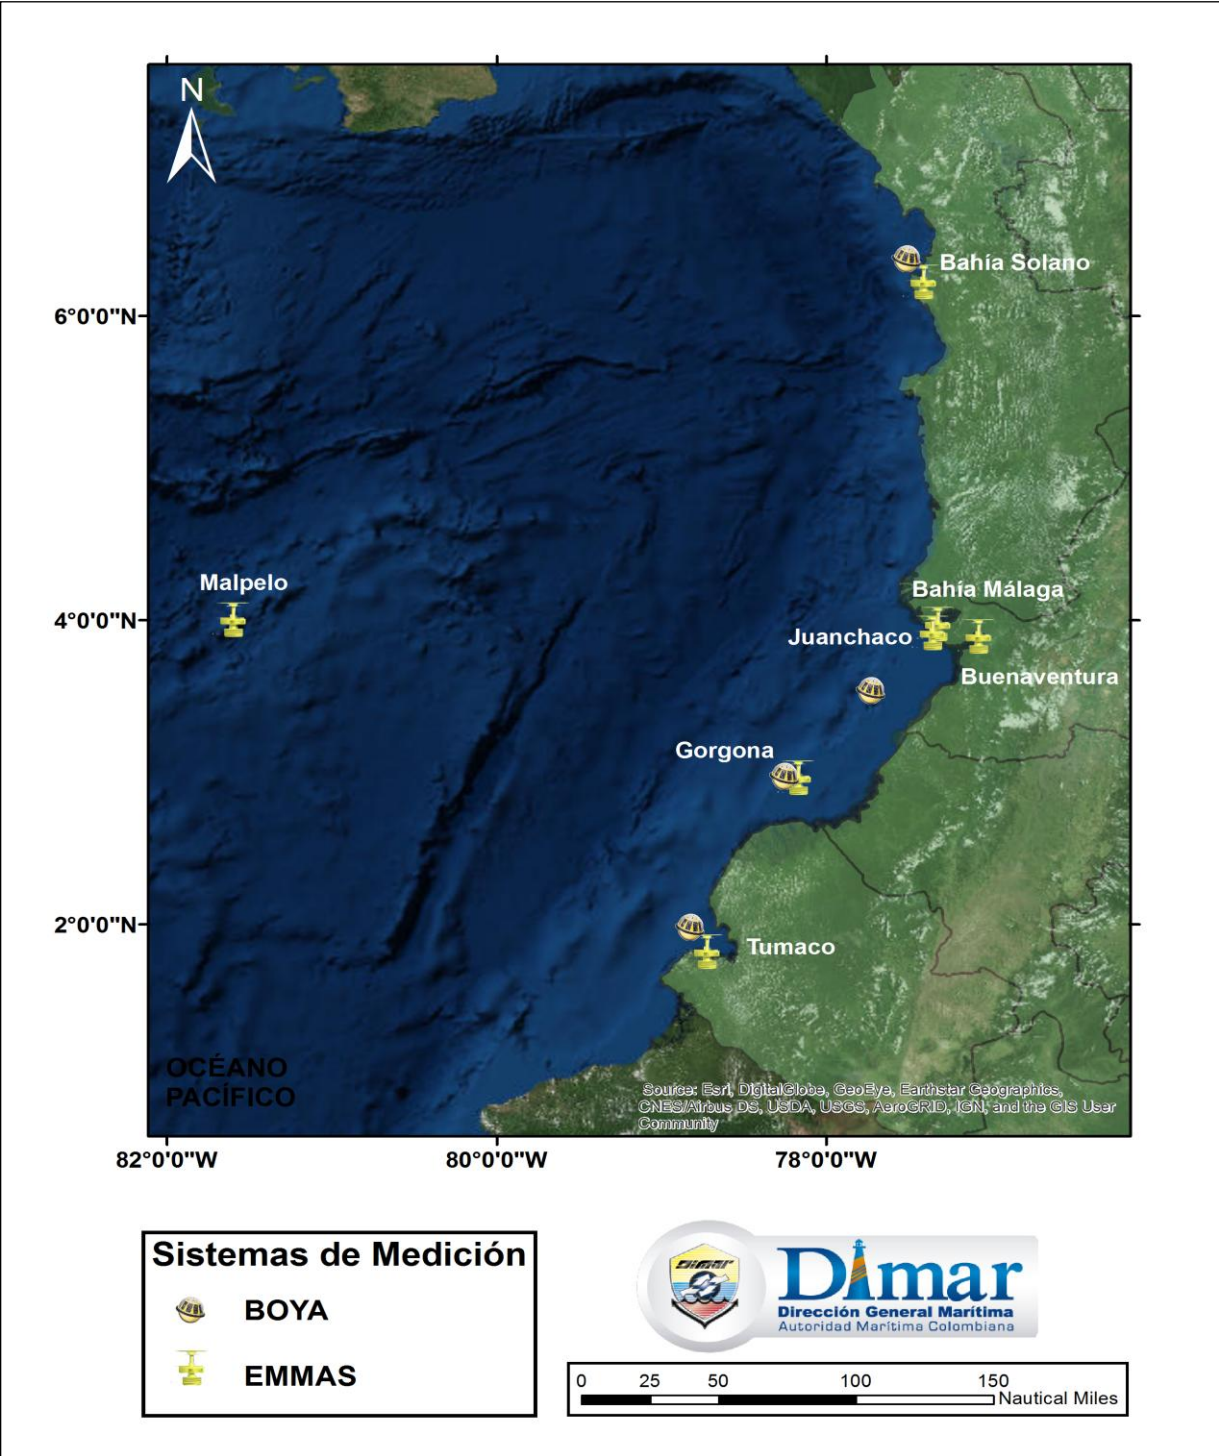 N
Bahía Solano
6°0'0"N
Malpelo
Bahía Málaga
4°0'0"N
Juanchaco
Buenaventura
Gorgona
2°0'0"N
Tumaco
OCÉANO
PACÍFICO
Source: Esri, DigitalGlobe, GeoEye, Earthstar Geographics,
CNES/Airbus DS, USDA, USGS, AeroGRID, IGN, and the GIS User
Community
82°0'0"W 80°0'0"W 78°0'0"W
Sistemas de Medición
BOYA
EMMAS
DIMAR
Dimar
Dirección General Marítima
Autoridad Marítima Colombiana
0 25 50 100 150
Nautical Miles